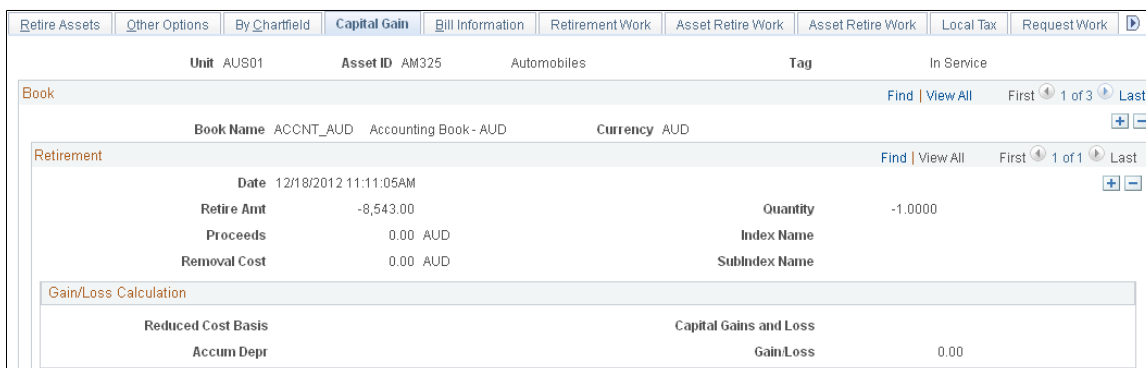 Retire Assets Other Options By Chartfield Capital Gain Bill Information Retirement Work Asset Retire Work Asset Retire Work Local Tax Request Work
Unit AUS01 Asset ID AM325 Automobiles Tag In Service
Book Find | View All First 1 of 3 Last
Book Name ACCNT_AUD Accounting Book - AUD Currency AUD
Retirement Find | View All First 1 of 1 Last
Date 12/18/2012 11:11:05AM
Retire Amt -8,543.00 Quantity -1.0000
Proceeds 0.00 AUD Index Name
Removal Cost 0.00 AUD SubIndex Name
Gain/Loss Calculation
Reduced Cost Basis Capital Gains and Loss
Accum Depr Gain/Loss 0.00